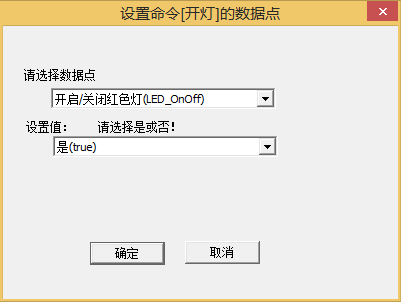 设置命令[开灯]的数据点
请选择数据点
开启/关闭红色灯(LED_OnOff)
设置值： 请选择是或否！
是(true)
确定 取消